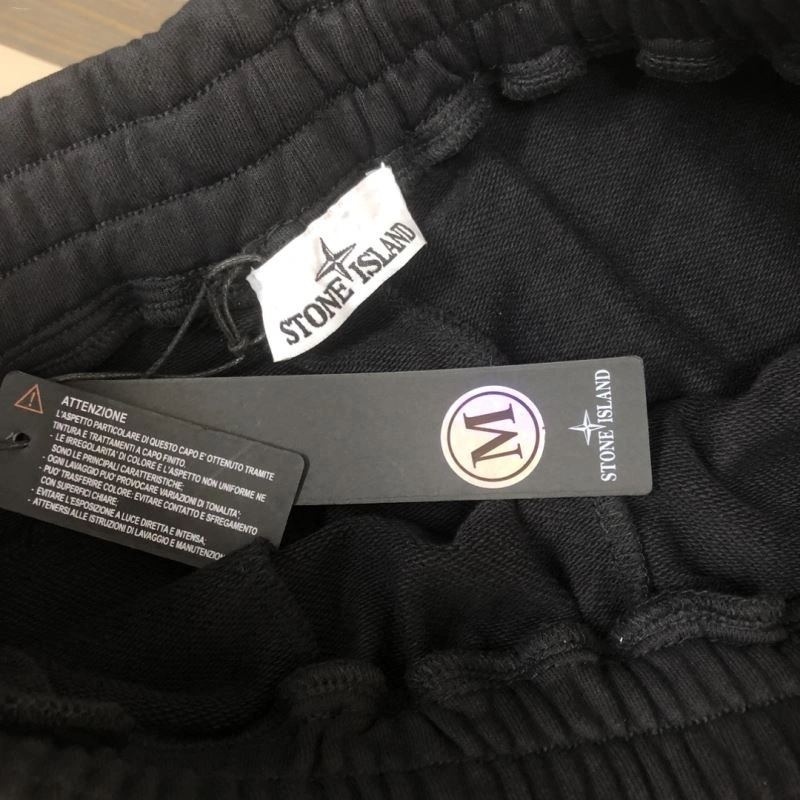 STONE ISLAND
ATTENZIONE
L'ASPETTO PARTICOLARE DI QUESTO CAPO E' OTTENUTO TRAMITE
TINTURA E TRATTAMENTI A CAPO FINITO.
- LE IRREGOLARITA' DI COLORE E L'ASPETTO NON UNIFORME NE
SONO LE PRINCIPALI CARATTERISTICHE.
- OGNI LAVAGGIO PUO' PROVOCARE VARIAZIONI DI TONALITA':
- PUO' TRASFERIRE COLORE: EVITARE CONTATTO E SFREGAMENTO
CON SUPERFICI CHIARE.
- EVITARE L'ESPOSIZIONE A LUCE DIRETTA E INTENSA:
- ATTENERSI ALLE ISTRUZIONI DI LAVAGGIO E MANUTENZION
M
STONE ISLAND